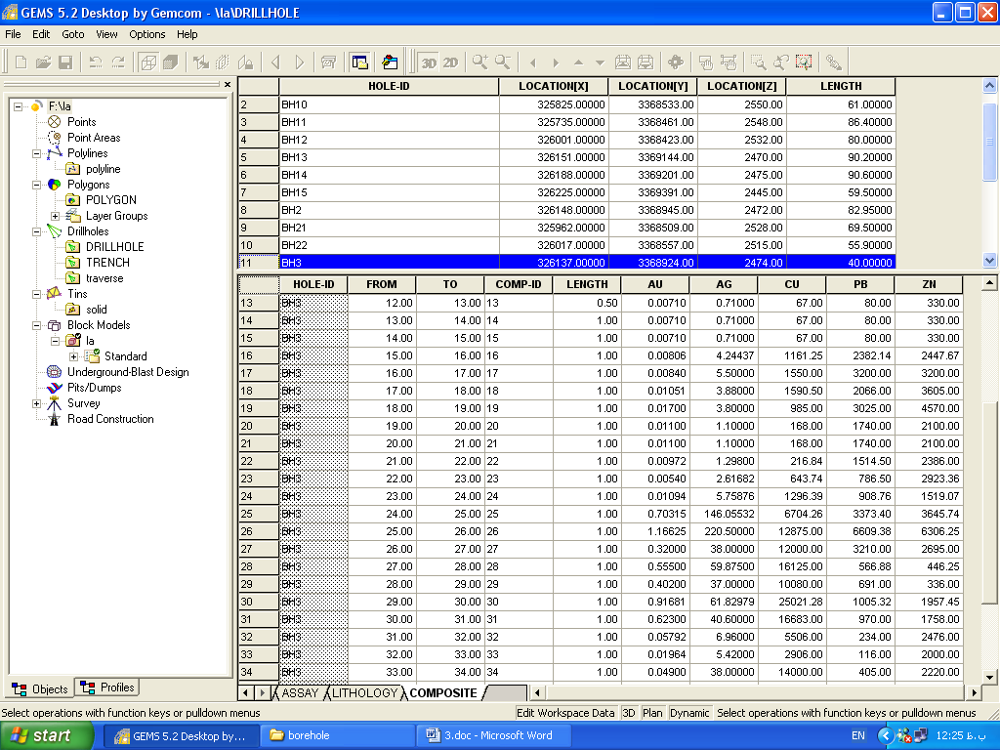 GEMS 5.2 Desktop by Gemcom - \la\DRILLHOLE
File Edit Goto View Options Help
3D 2D
F:\la
Points
Point Areas
Polylines
polyline
Polygons
POLYGON
Layer Groups
Drillholes
DRILLHOLE
TRENCH
traverse
Tins
solid
Block Models
la
Standard
Underground-Blast Design
Pits/Dumps
Survey
Road Construction
Objects Profiles
HOLE-ID LOCATION[X] LOCATION[Y] LOCATION[Z] LENGTH
2 BH10 325825.00000 3368533.00 2550.00 61.00000
3 BH11 325735.00000 3368461.00 2548.00 86.40000
4 BH12 326001.00000 3368423.00 2532.00 80.00000
5 BH13 326151.00000 3369144.00 2470.00 90.20000
6 BH14 326188.00000 3369201.00 2475.00 90.60000
7 BH15 326225.00000 3369391.00 2445.00 59.50000
8 BH2 326148.00000 3368945.00 2472.00 82.95000
9 BH21 325962.00000 3368509.00 2528.00 69.50000
10 BH22 326017.00000 3368557.00 2515.00 55.90000
11 BH3 326137.00000 3368924.00 2474.00 40.00000
HOLE-ID FROM TO COMP-ID LENGTH AU AG CU PB ZN
13 BH3 12.00 13.00 13 0.50 0.00710 0.71000 67.00 80.00 330.00
14 BH3 13.00 14.00 14 1.00 0.00710 0.71000 67.00 80.00 330.00
15 BH3 14.00 15.00 15 1.00 0.00710 0.71000 67.00 80.00 330.00
16 BH3 15.00 16.00 16 1.00 0.00806 4.24437 1161.25 2382.14 2447.67
17 BH3 16.00 17.00 17 1.00 0.00840 5.50000 1550.00 3200.00 3200.00
18 BH3 17.00 18.00 18 1.00 0.01051 3.88000 1590.50 2066.00 3605.00
19 BH3 18.00 19.00 19 1.00 0.01700 3.80000 985.00 3025.00 4570.00
20 BH3 19.00 20.00 20 1.00 0.01100 1.10000 168.00 1740.00 2100.00
21 BH3 20.00 21.00 21 1.00 0.01100 1.10000 168.00 1740.00 2100.00
22 BH3 21.00 22.00 22 1.00 0.00972 1.29800 216.84 1514.50 2386.00
23 BH3 22.00 23.00 23 1.00 0.00540 2.61682 643.74 786.50 2923.36
24 BH3 23.00 24.00 24 1.00 0.01094 5.75876 1296.39 908.76 1519.07
25 BH3 24.00 25.00 25 1.00 0.70315 146.05532 6704.26 3373.40 3645.74
26 BH3 25.00 26.00 26 1.00 1.16625 220.50000 12875.00 6609.38 6306.25
27 BH3 26.00 27.00 27 1.00 0.32000 38.00000 12000.00 3210.00 2695.00
28 BH3 27.00 28.00 28 1.00 0.55500 59.87500 16125.00 566.88 446.25
29 BH3 28.00 29.00 29 1.00 0.40200 37.00000 10080.00 691.00 336.00
30 BH3 29.00 30.00 30 1.00 0.91681 61.82979 25021.28 1005.32 1957.45
31 BH3 30.00 31.00 31 1.00 0.62300 40.60000 16683.00 970.00 1758.00
32 BH3 31.00 32.00 32 1.00 0.05792 6.96000 5506.00 234.00 2476.00
33 BH3 32.00 33.00 33 1.00 0.01964 5.42000 2906.00 116.00 2000.00
34 BH3 33.00 34.00 34 1.00 0.04900 38.00000 14000.00 405.00 2220.00
ASSAY LITHOLOGY COMPOSITE
Select operations with function keys or pulldown menus Edit Workspace Data 3D Plan Dynamic Select operations with function keys or pulldown menus
start GEMS 5.2 Desktop by... borehole 3.doc - Microsoft Word EN 12:25 ب.ظ